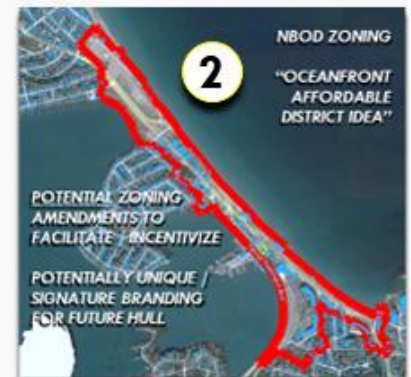 2
NBOD ZONING
"OCEANFRONT
AFFORDABLE
DISTRICT IDEA"
POTENTIAL ZONING
AMENDMENTS TO
FACILITATE INCENTIVIZE
POTENTIALLY UNIQUE /
SIGNATURE BRANDING
FOR FUTURE HULL